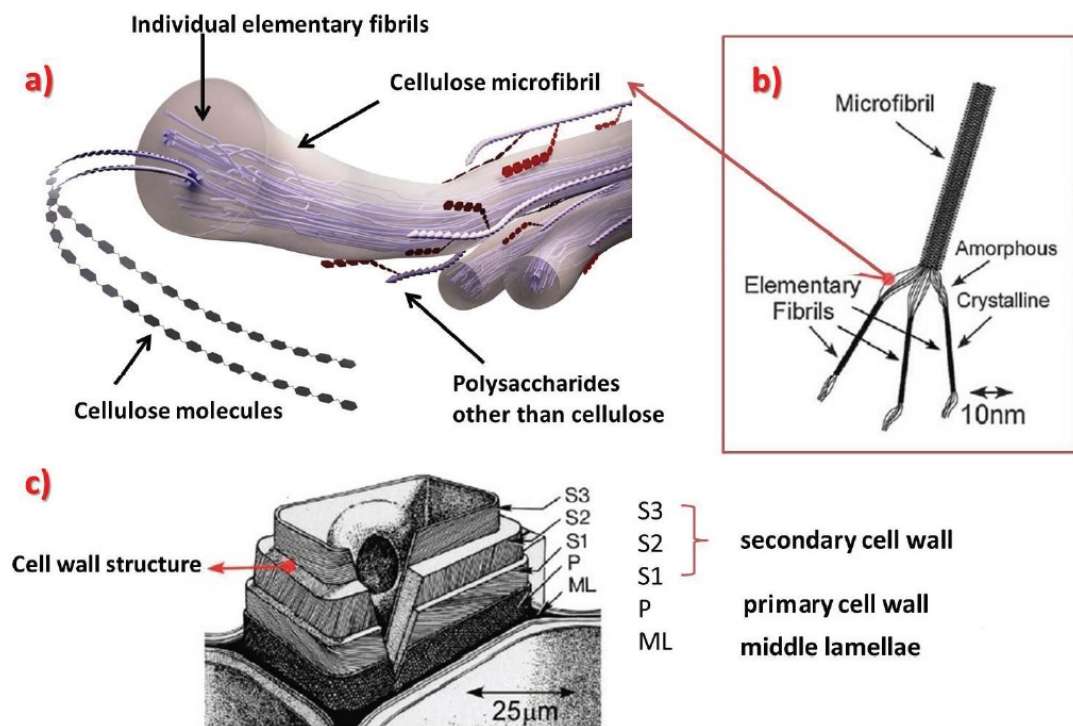 Individual elementary fibrils
a)
Cellulose microfibril
Cellulose molecules
Polysaccharides
other than cellulose
b)
Microfibril
Amorphous
Elementary
Fibrils
Crystalline
10nm
c)
Cell wall structure
S3
S2
S1
P
ML
25μm
S3
S2
S1
secondary cell wall
P
primary cell wall
ML
middle lamellae